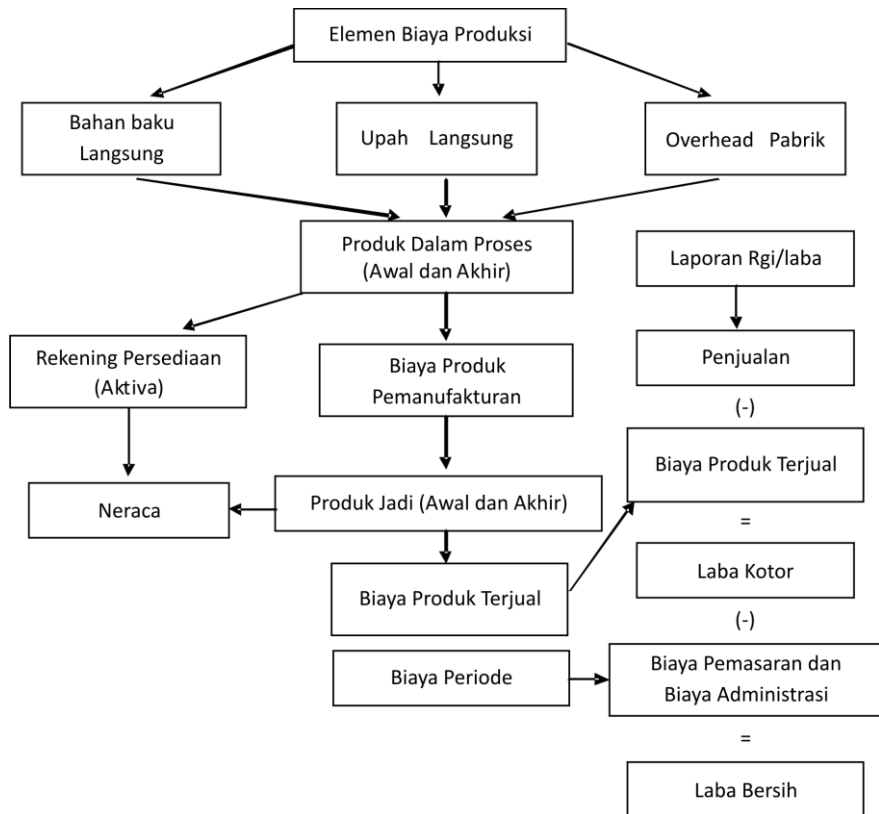 Elemen Biaya Produksi
Bahan baku
Langsung
Upah Langsung
Overhead Pabrik
Produk Dalam Proses
(Awal dan Akhir)
Laporan Rgi/laba
Rekening Persediaan
(Aktiva)
Biaya Produk
Pemanufakturan
Penjualan
(-)
Biaya Produk Terjual
Neraca
Produk Jadi (Awal dan Akhir)
=
Biaya Produk Terjual
Laba Kotor
(-)
Biaya Periode
Biaya Pemasaran dan
Biaya Administrasi
=
Laba Bersih